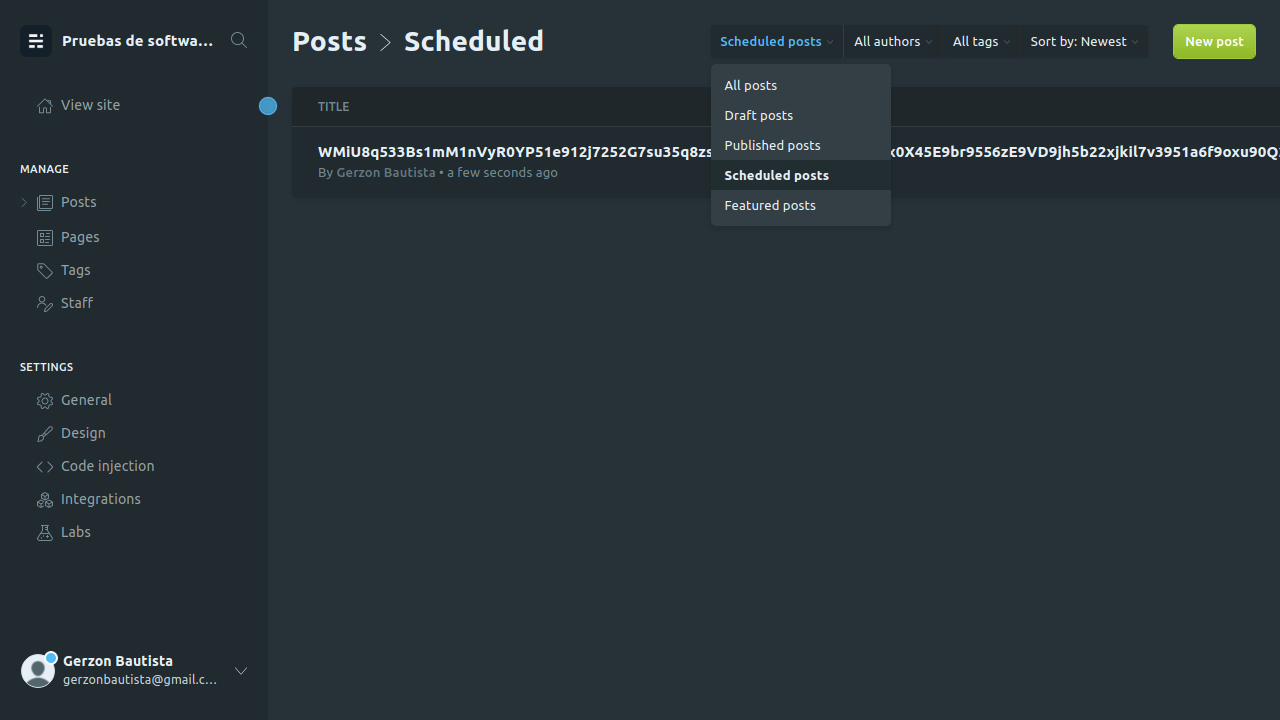 Pruebas de softwa...
View site
MANAGE
Posts
Pages
Tags
Staff
SETTINGS
General
Design
Code injection
Integrations
Labs
Gerzon Bautista
gerzonbautista@gmail.c...
Posts > Scheduled
Scheduled posts
All authors
All tags
Sort by: Newest
New post
All posts
Draft posts
Published posts
Scheduled posts
Featured posts
TITLE
WMiU8q533Bs1mM1nVyR0YP51e912j7252G7su35q8zs x0X45E9br9556zE9VD9jh5b22xjkil7v3951a6f9oxu90Q
By Gerzon Bautista • a few seconds ago